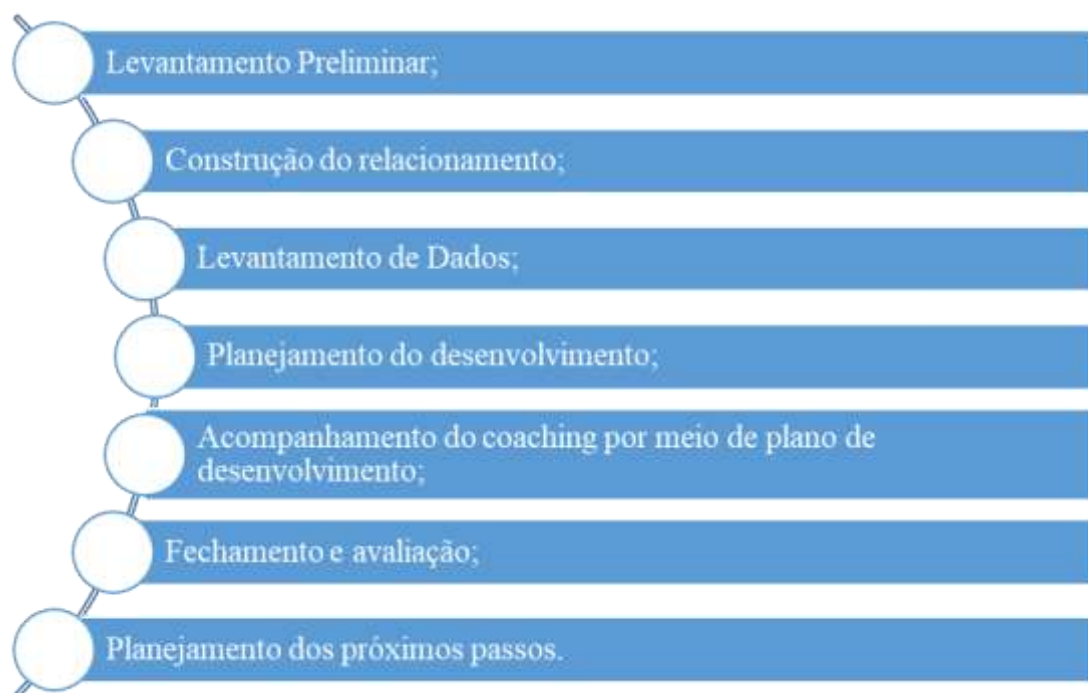 Levantamento Preliminar;
Construção do relacionamento;
Levantamento de Dados;
Planejamento do desenvolvimento;
Acompanhamento do coaching por meio de plano de
desenvolvimento;
Fechamento e avaliação;
Planejamento dos próximos passos.